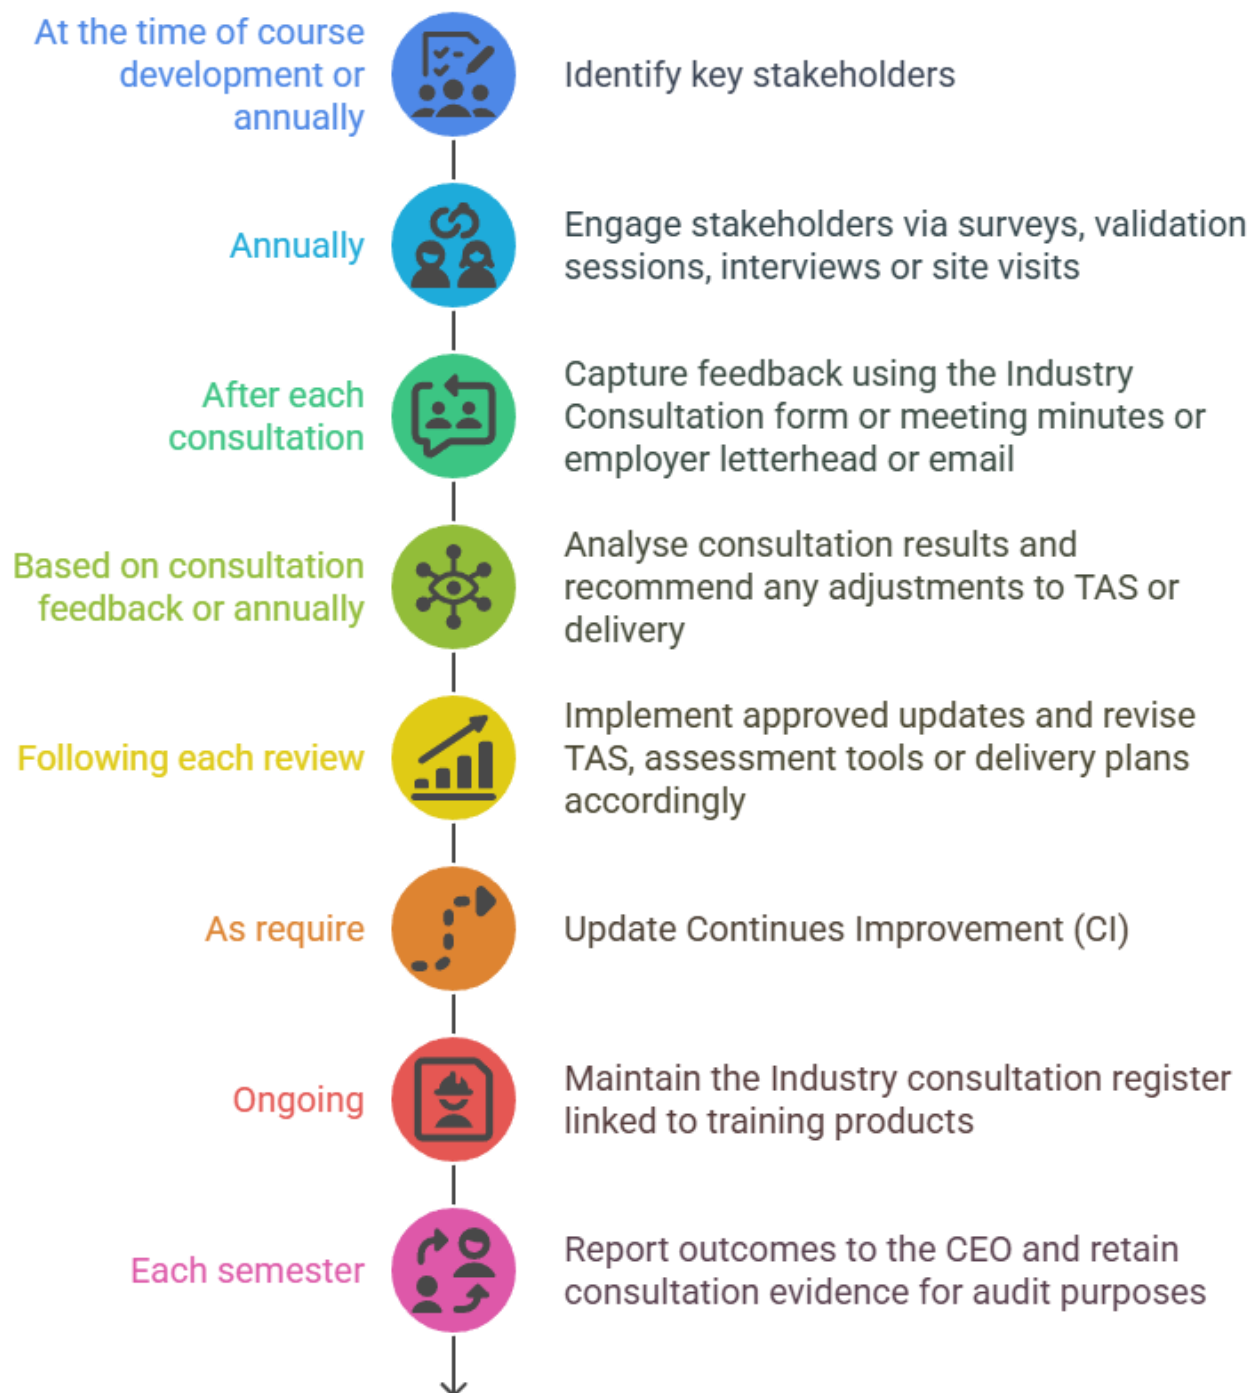 At the time of course
development or
annually
Identify key stakeholders
Annually
Engage stakeholders via surveys, validation
sessions, interviews or site visits
After each
consultation
Capture feedback using the Industry
Consultation form or meeting minutes or
employer letterhead or email
Based on consultation
feedback or annually
Analyse consultation results and
recommend any adjustments to TAS or
delivery
Following each review
Implement approved updates and revise
TAS, assessment tools or delivery plans
accordingly
As require
Update Continues Improvement (CI)
Ongoing
Maintain the Industry consultation register
linked to training products
Each semester
Report outcomes to the CEO and retain
consultation evidence for audit purposes